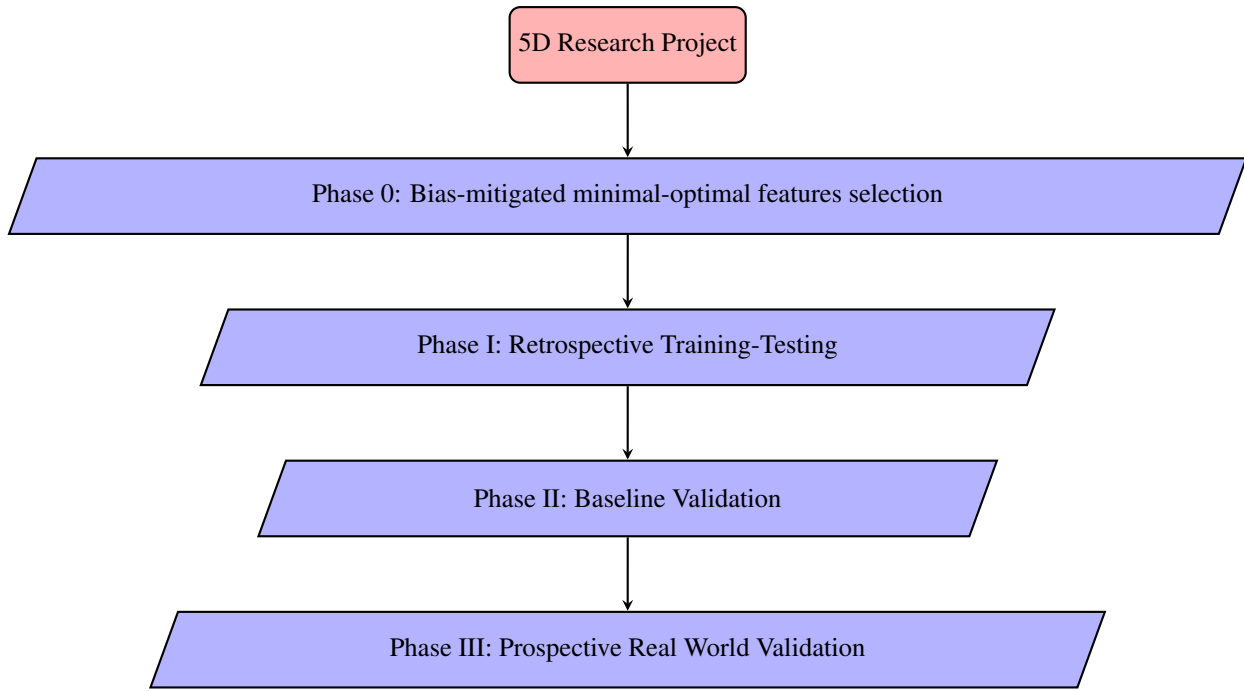 5D Research Project
Phase 0: Bias-mitigated minimal-optimal features selection
Phase I: Retrospective Training-Testing
Phase II: Baseline Validation
Phase III: Prospective Real World Validation